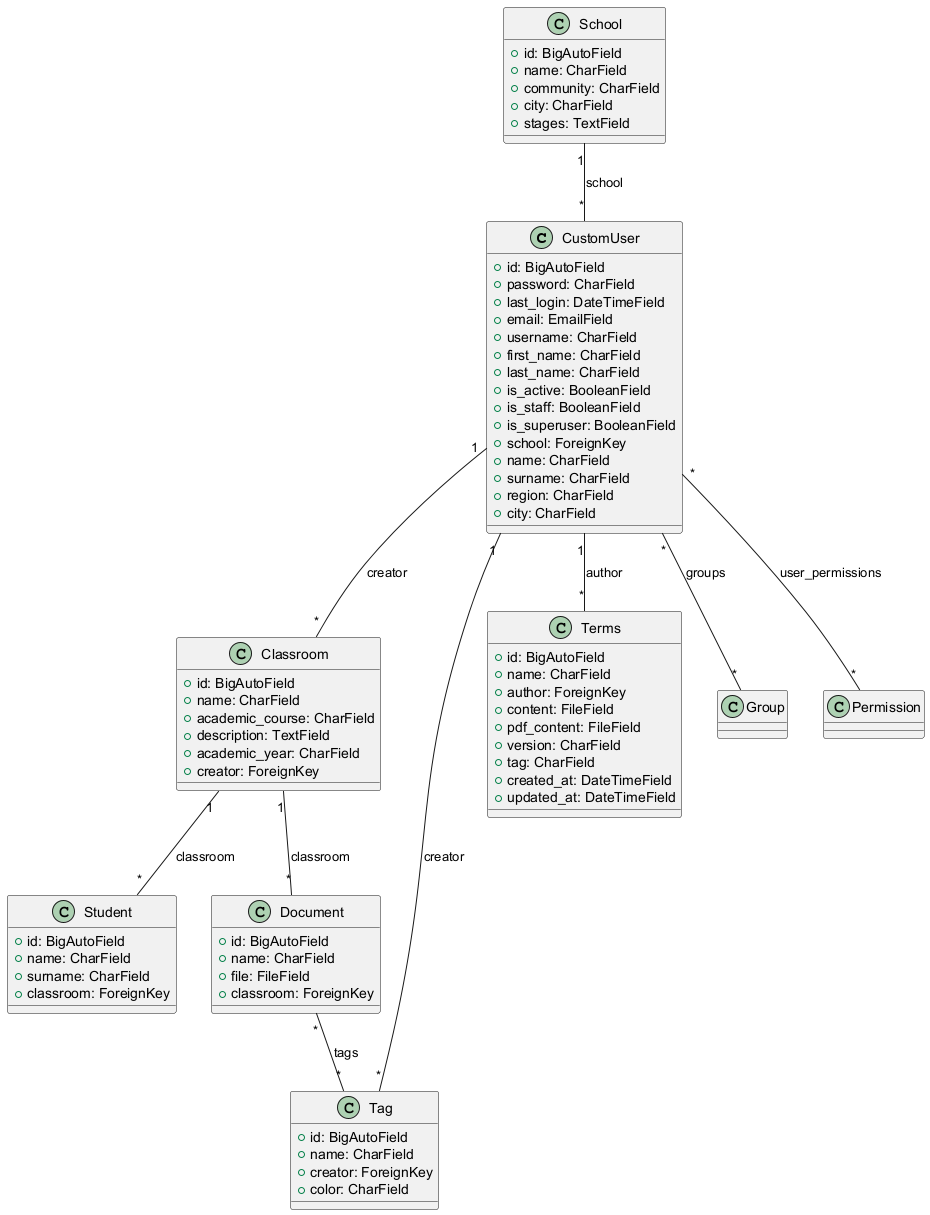 C School
id: BigAutoField
name: CharField
community: CharField
city: CharField
stages: TextField
1
school
*
C CustomUser
id: BigAutoField
password: CharField
last_login: DateTimeField
email: EmailField
username: CharField
first_name: CharField
last_name: CharField
is_active: BooleanField
is_staff: BooleanField
is_superuser: BooleanField
school: ForeignKey
name: CharField
surname: CharField
region: CharField
city: CharField
1
*
1
1
*
creator
author
groups
user_permissions
*
*
*
*
C Classroom
id: BigAutoField
name: CharField
academic_course: CharField
description: TextField
academic_year: CharField
creator: ForeignKey
C Terms
id: BigAutoField
name: CharField
author: ForeignKey
content: FileField
pdf_content: FileField
version: CharField
tag: CharField
created_at: DateTimeField
updated_at: DateTimeField
C Group
C Permission
1
1
classroom
classroom
creator
*
*
C Student
id: BigAutoField
name: CharField
surname: CharField
classroom: ForeignKey
C Document
id: BigAutoField
name: CharField
file: FileField
classroom: ForeignKey
*
tags
*
*
C Tag
id: BigAutoField
name: CharField
creator: ForeignKey
color: CharField